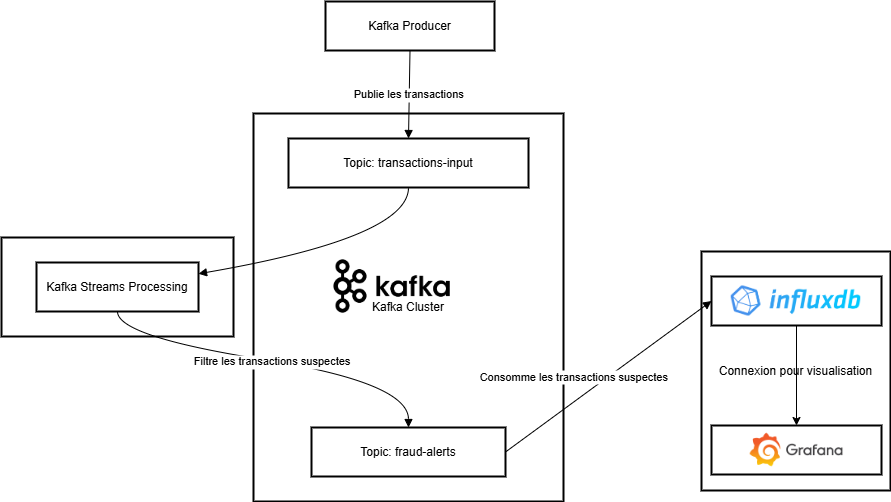 Kafka Producer
Publie les transactions
Topic: transactions-input
Kafka Streams Processing
kafka
Kafka Cluster
influxdb
Filtre les transactions suspectes
Consomme les transactions suspectes
Connexion pour visualisation
Topic: fraud-alerts
Grafana